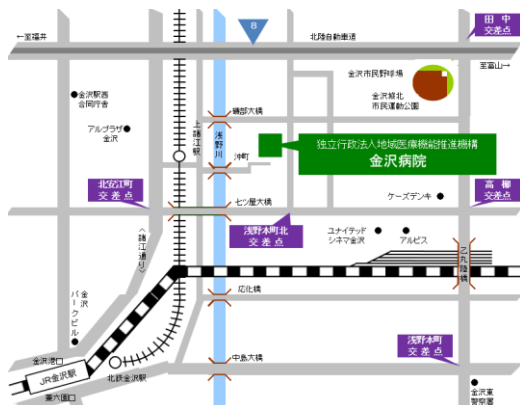 田中
交差点
8
←至福井
北陸自動車道
至富山→
金沢市民野球場
金沢城北
市民運動公園
金沢駅西
合同庁舎
磯部大橋
アルプラザ
金沢
上諸江駅
浅野川
沖町
独立行政法人地域医療機能推進機構
金沢病院
北安江町
交差点
高柳
交差点
ケーズデンキ
七ツ屋大橋
浅野本町北
交差点
ユナイテッド
シネマ金沢
アルビス
〈諸江通り〉
乙丸陸橋
金沢
パークビル
応化橋
浅野本町
交差点
金沢港口
中島大橋
JR金沢駅
北鉄金沢駅
兼六園口
金沢東
警察署